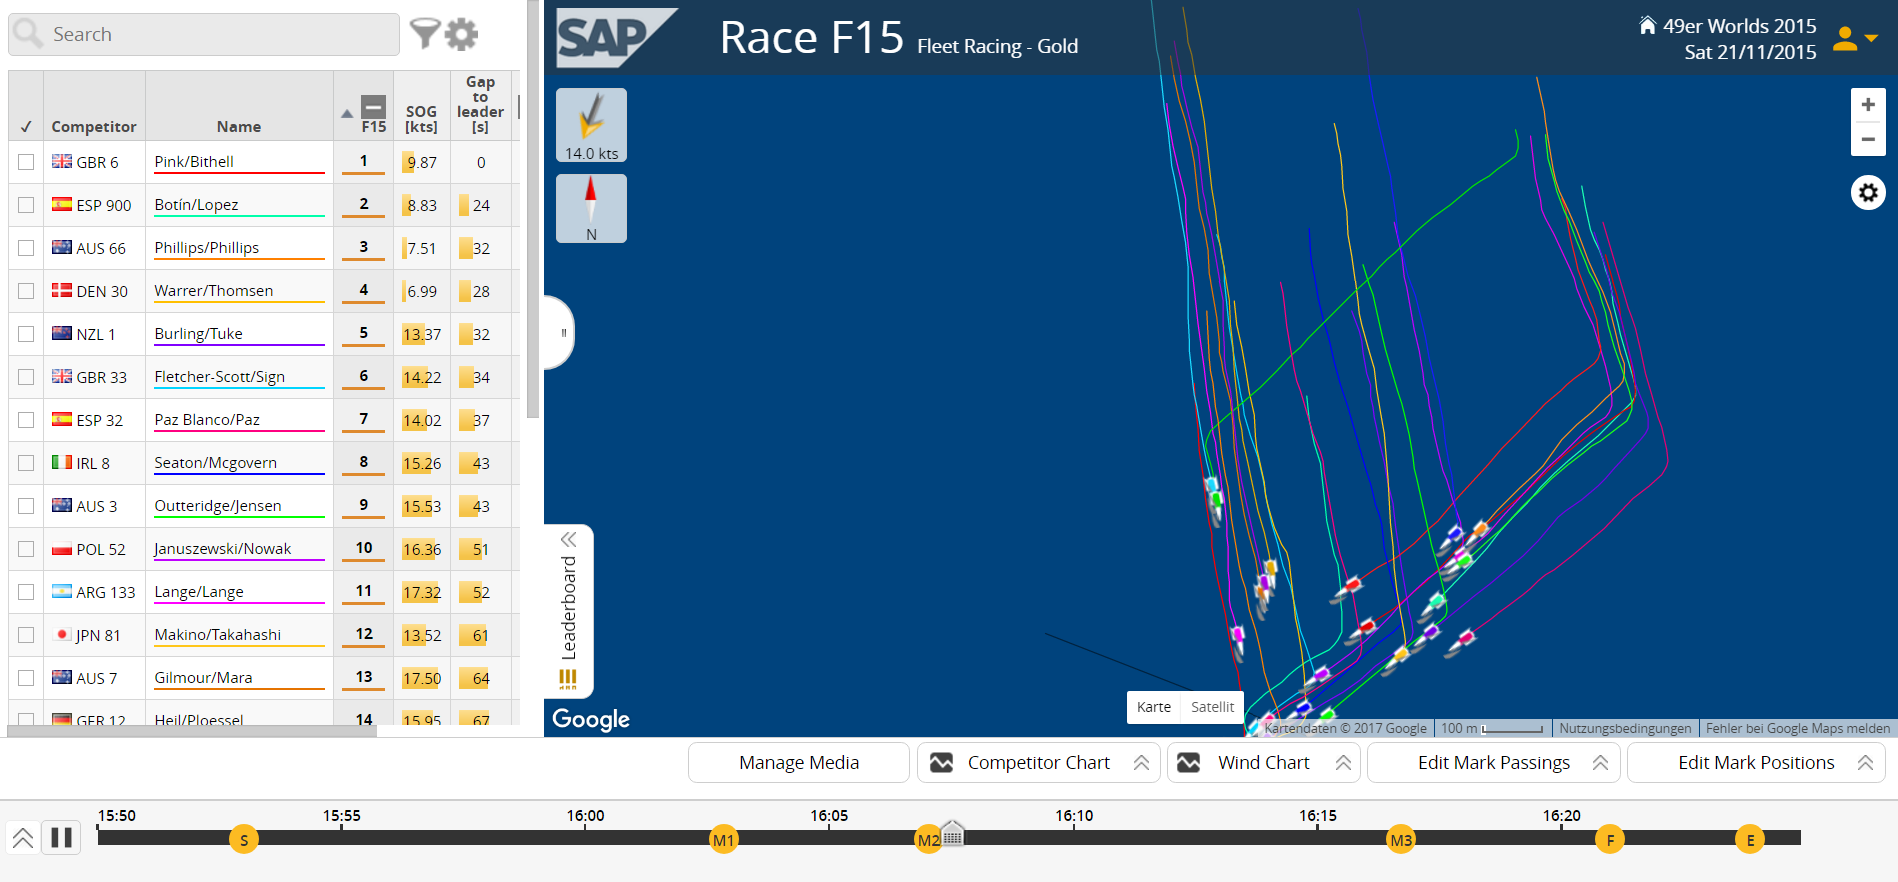 Search
✓ Competitor Name F15 SOG [kts] Gap to leader [s]
GBR 6 Pink/Bithell 1 9.87 0
ESP 900 Botín/Lopez 2 8.83 24
AUS 66 Phillips/Phillips 3 7.51 32
DEN 30 Warrer/Thomsen 4 6.99 28
NZL 1 Burling/Tuke 5 13.37 32
GBR 33 Fletcher-Scott/Sign 6 14.22 34
ESP 32 Paz Blanco/Paz 7 14.02 37
IRL 8 Seaton/Mcgovern 8 15.26 43
AUS 3 Outteridge/Jensen 9 15.53 43
POL 52 Januszewski/Nowak 10 16.36 51
ARG 133 Lange/Lange 11 17.32 52
JPN 81 Makino/Takahashi 12 13.52 61
AUS 7 Gilmour/Mara 13 17.50 64
GER 12 Heil/Ploessel 14 15.95 67
SAP
Race F15 Fleet Racing - Gold
49er Worlds 2015
Sat 21/11/2015
14.0 kts
N
+
−
Leaderboard
Google
Karte Satellit
Kartendaten © 2017 Google 100 m Nutzungsbedingungen Fehler bei Google Maps melden
Manage Media Competitor Chart Wind Chart Edit Mark Passings Edit Mark Positions
15:50 15:55 16:00 16:05 16:10 16:15 16:20
S M1 M2 M3 F E